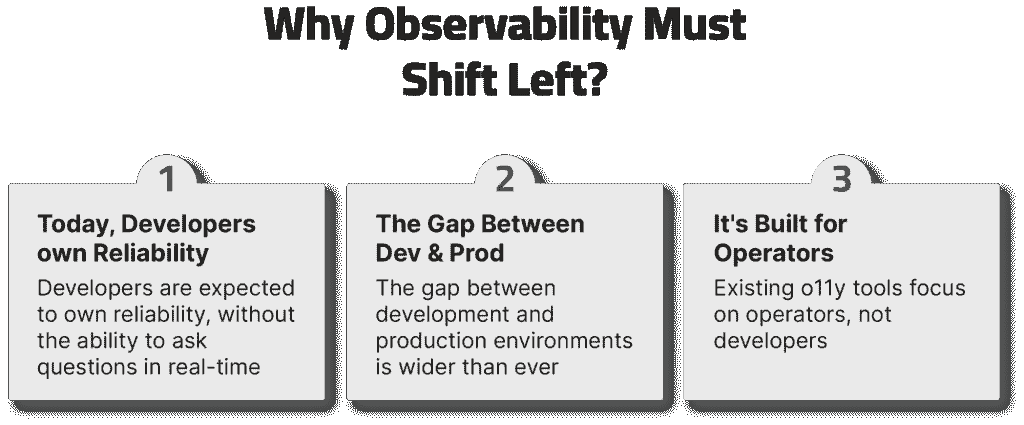 Why Observability Must
Shift Left?
1
Today, Developers
own Reliability
Developers are expected
to own reliability, without
the ability to ask
questions in real-time
2
The Gap Between
Dev & Prod
The gap between
development and
production environments
is wider than ever
3
It's Built for
Operators
Existing o11y tools focus
on operators, not
developers